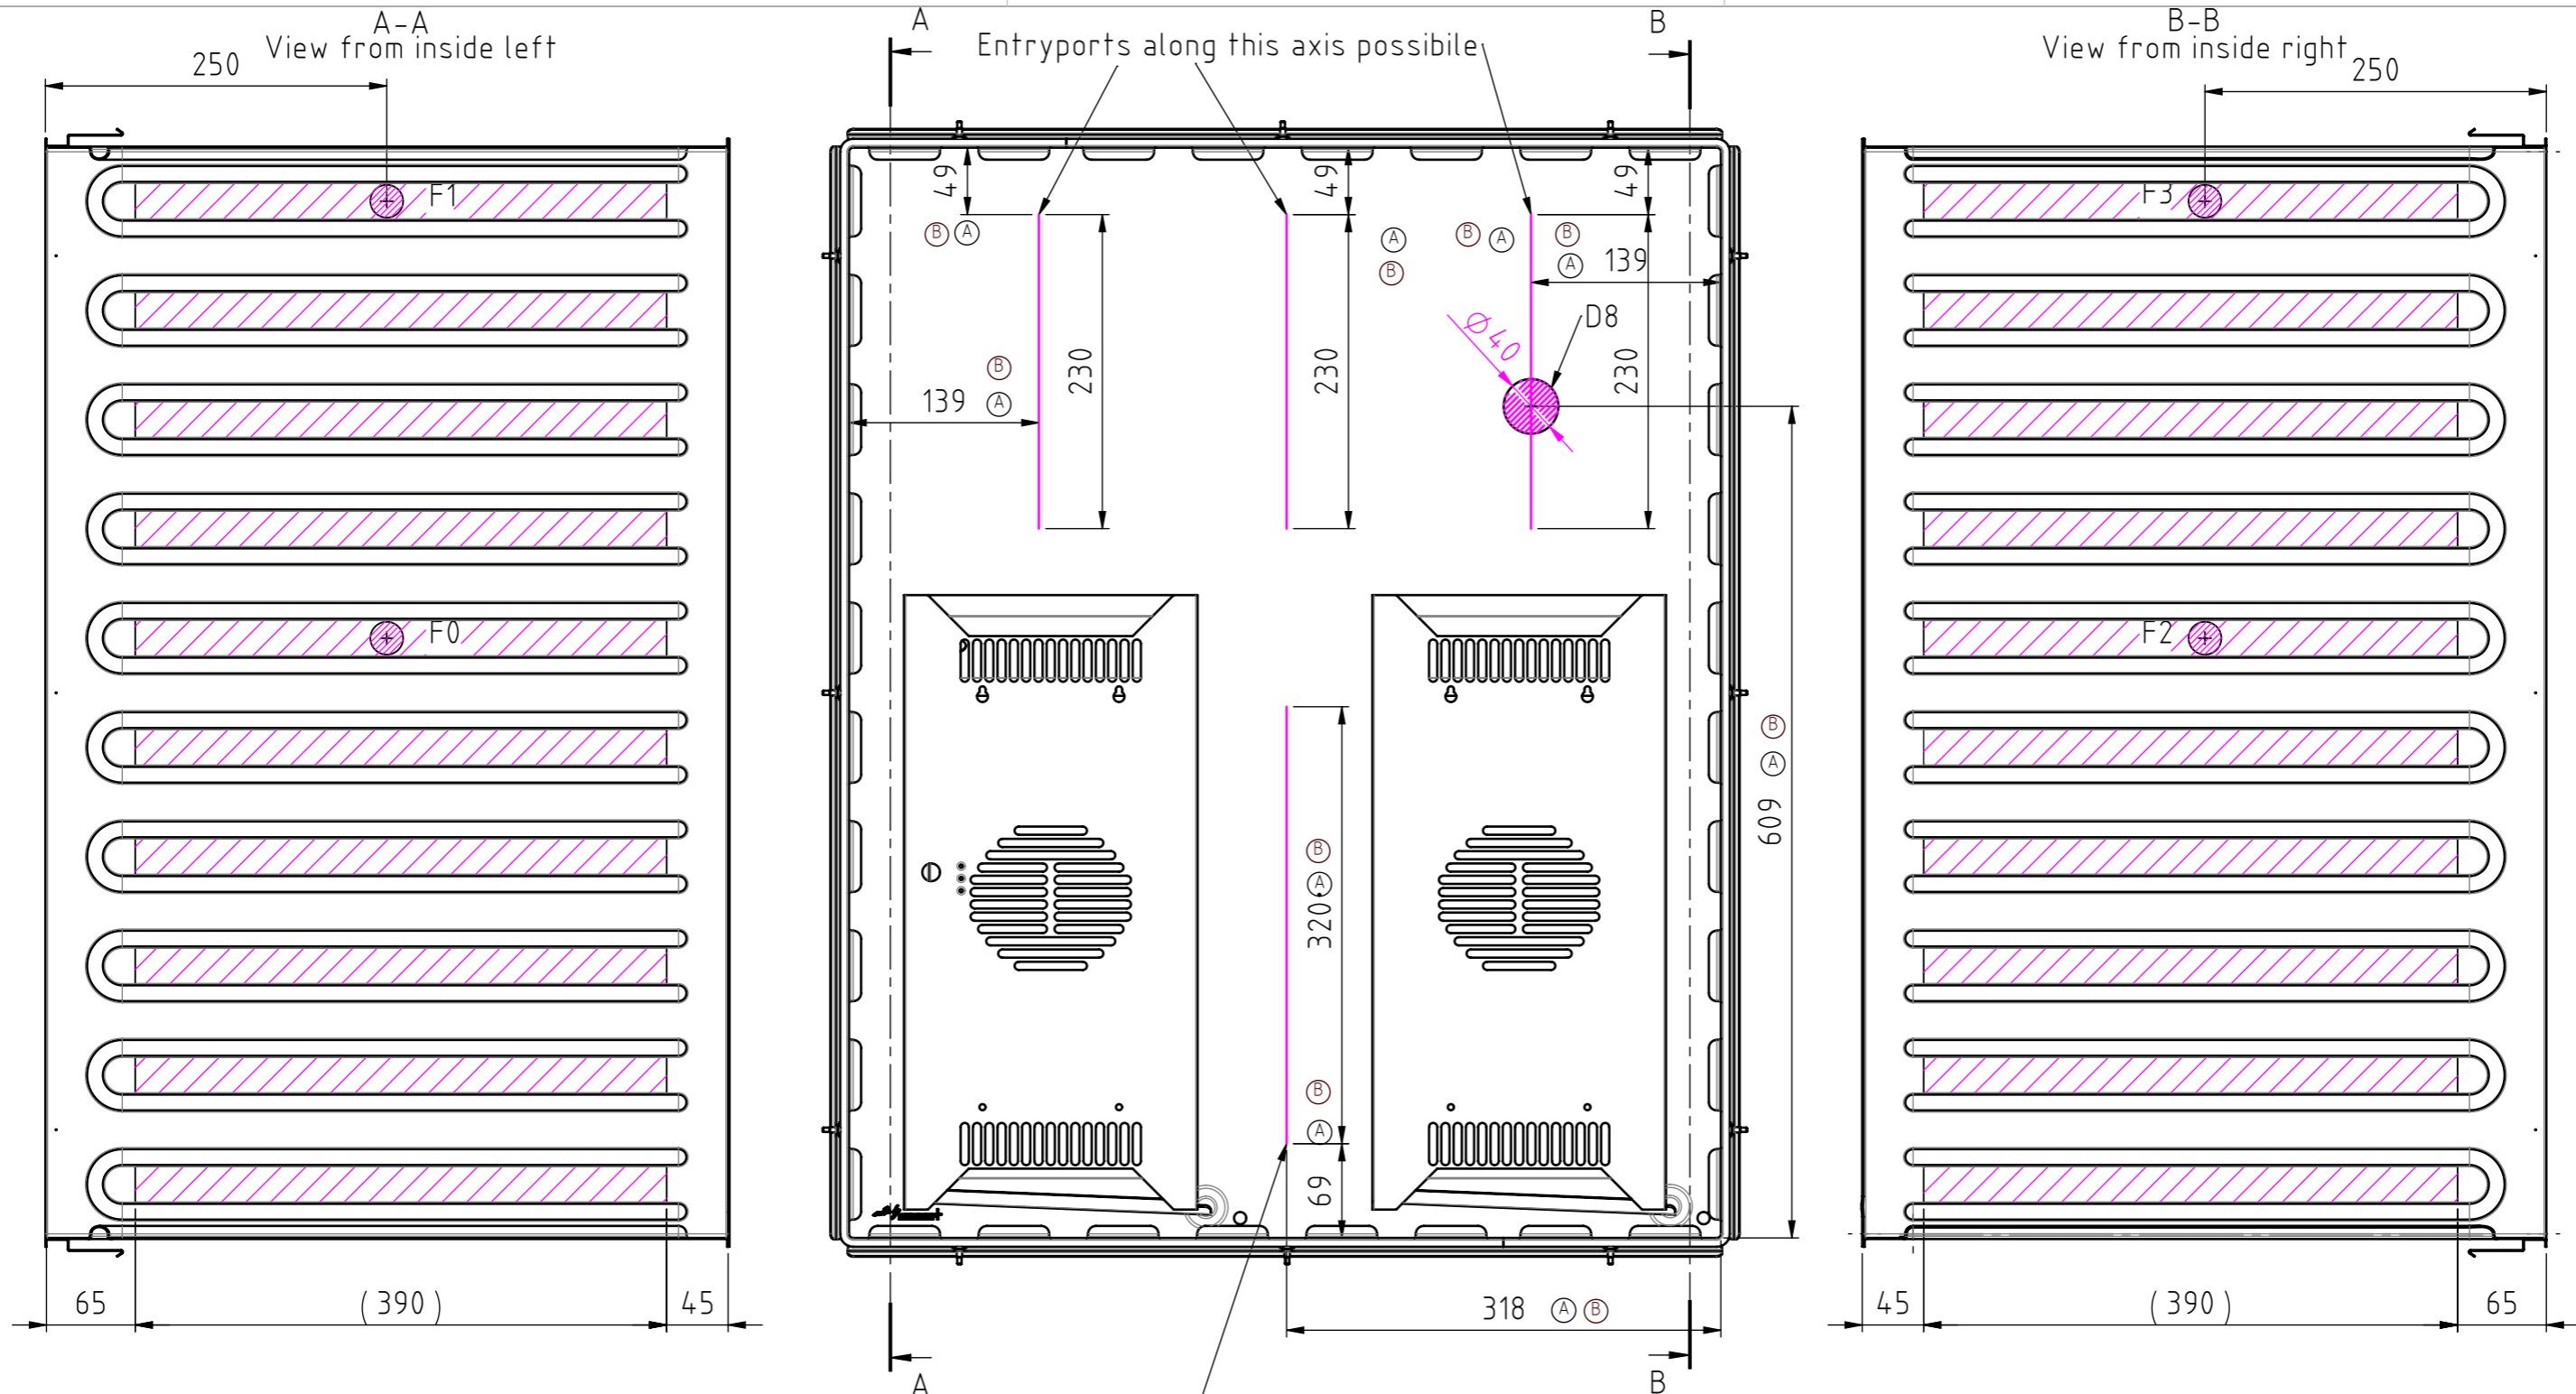 A-A
View from inside left
250
F1
F0
65
(390)
45
A
B
Entryports along this axis possibile
49
49
49
B A
A
B
B A
B
A
139
D8
Ø40
230
230
230
B
139 A
B
A
609
B
A
320
B
A
69
318 A B
A
B
B-B
View from inside right
250
F3
F2
45
(390)
65